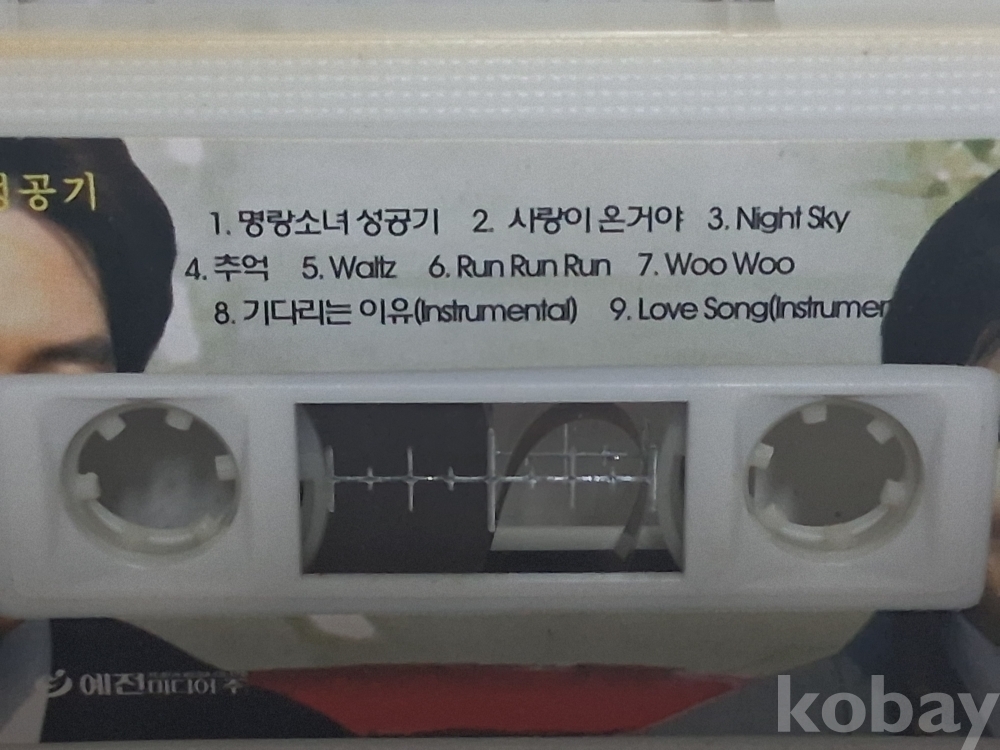 공기
1. 명랑소녀 성공기 2. 사랑이 온거야 3. Night Sky
4. 추억 5. Waltz 6. Run Run Run 7. Woo Woo
8. 기다리는 이유(Instrumental) 9. Love Song(Instrumen
예전미디어 주
kobay